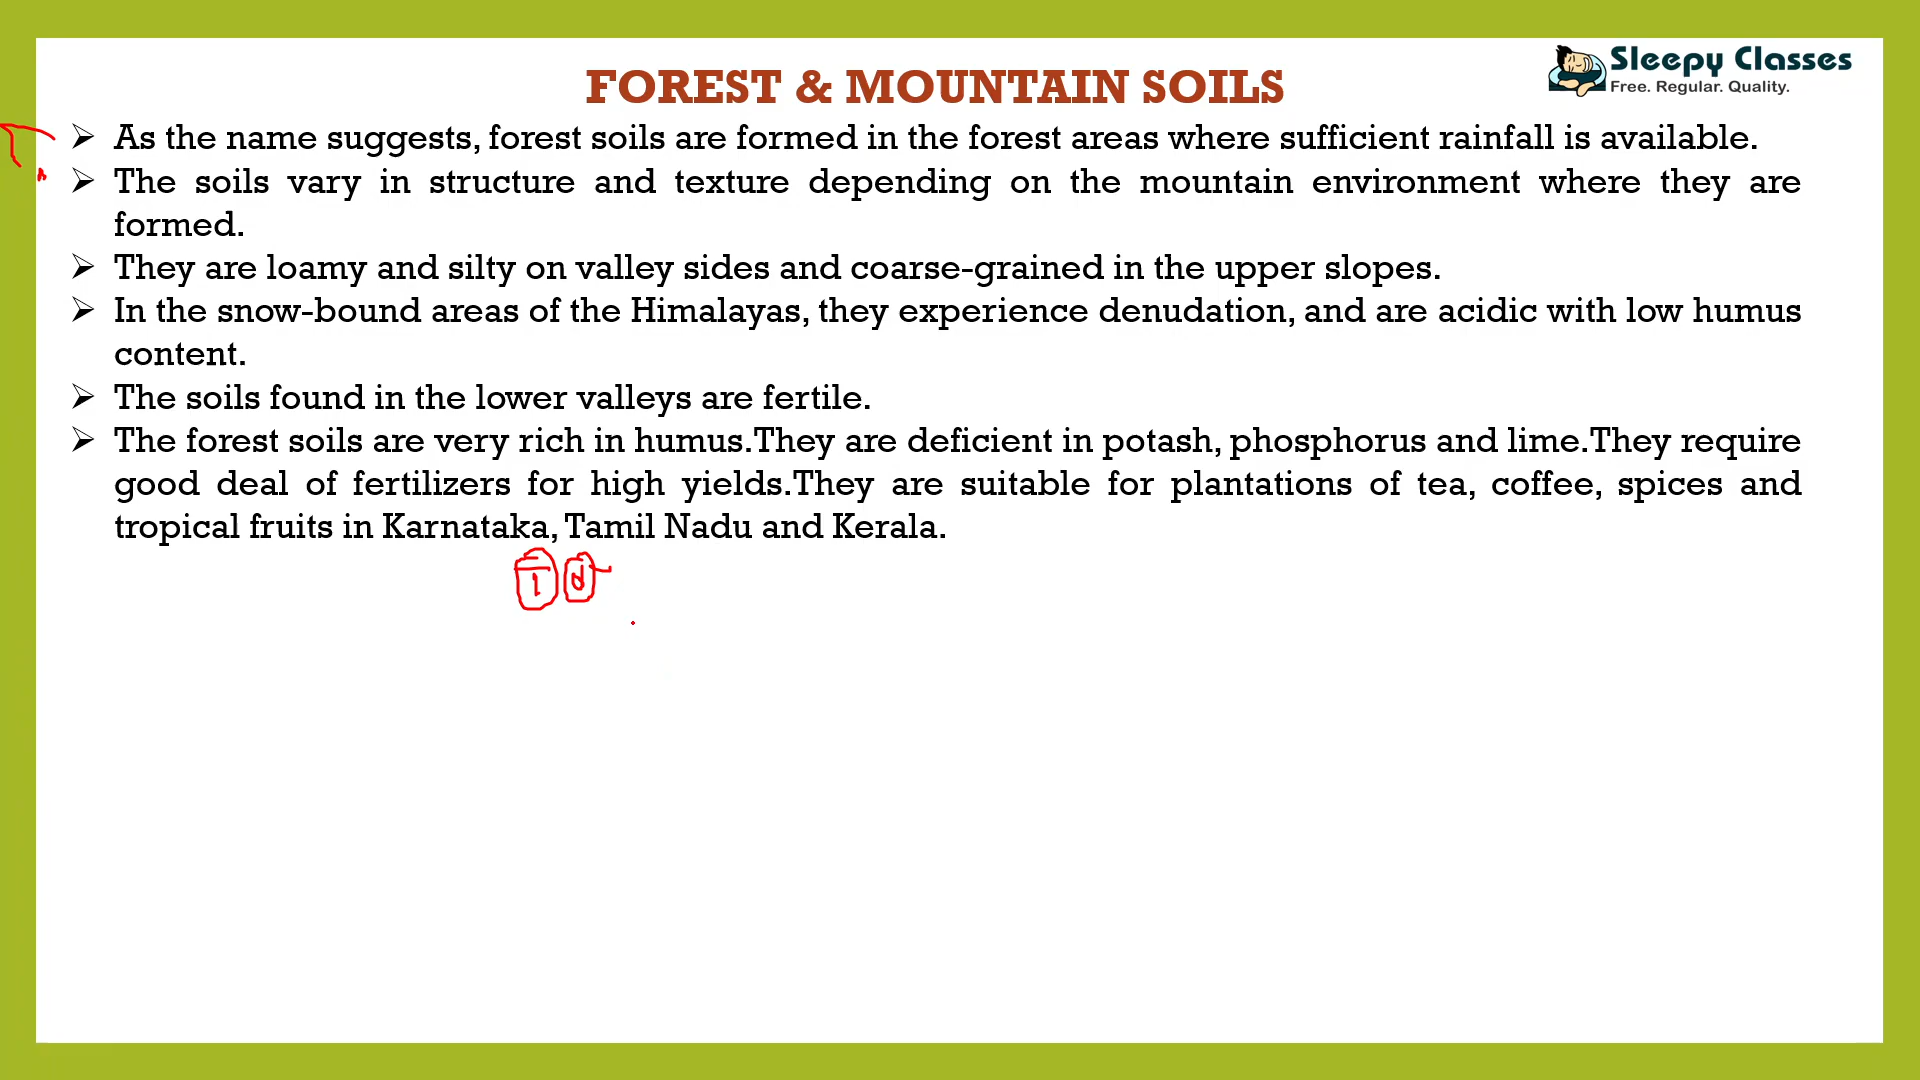 Sleepy Classes
Free. Regular. Quality.
FOREST & MOUNTAIN SOILS
➢ As the name suggests, forest soils are formed in the forest areas where sufficient rainfall is available.
➢ The soils vary in structure and texture depending on the mountain environment where they are
formed.
➢ They are loamy and silty on valley sides and coarse-grained in the upper slopes.
➢ In the snow-bound areas of the Himalayas, they experience denudation, and are acidic with low humus
content.
➢ The soils found in the lower valleys are fertile.
➢ The forest soils are very rich in humus.They are deficient in potash, phosphorus and lime.They require
good deal of fertilizers for high yields.They are suitable for plantations of tea, coffee, spices and
tropical fruits in Karnataka, Tamil Nadu and Kerala.